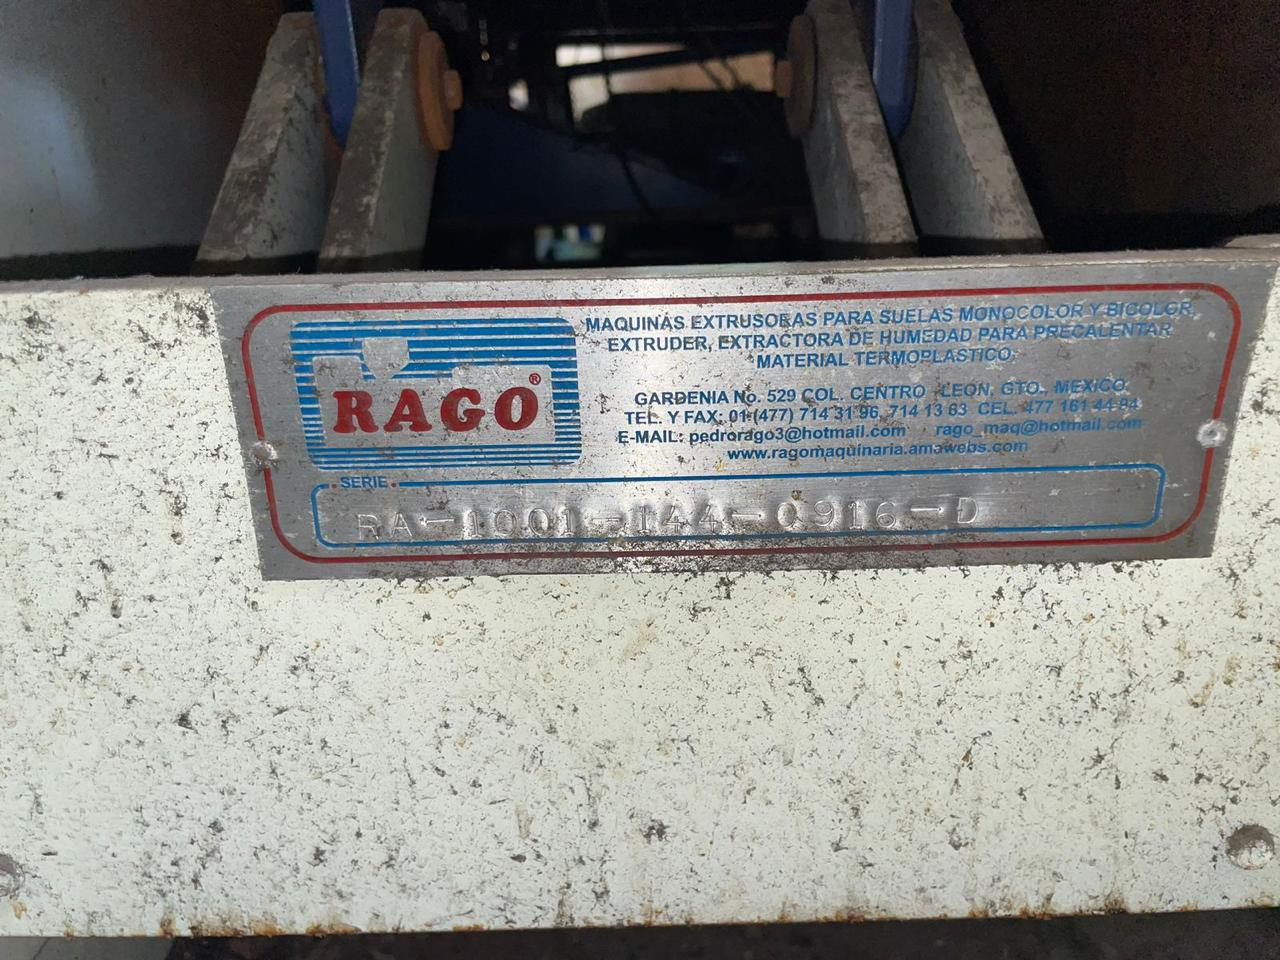 RAGO®
MAQUINAS EXTRUSORAS PARA SUELAS MONOCOLOR Y BICOLOR,
EXTRUDER, EXTRACTORA DE HUMEDAD PARA PRECALENTAR
MATERIAL TERMOPLASTICO.
GARDENIA No. 529 COL. CENTRO LEON, GTO. MEXICO.
TEL. Y FAX: 01 (477) 714 31 96, 714 13 63 CEL. 477 161 44 94
E-MAIL: pedrorago3@hotmail.com rago_maq@hotmail.com
www.ragomaquinaria.amawebs.com
SERIE
RA-1001-144-0916-D